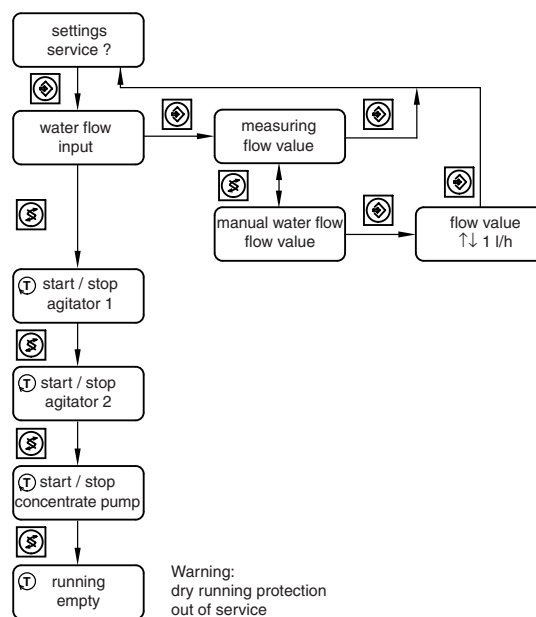 settings
service ?
water flow
input
measuring
flow value
manual water flow
flow value
flow value
↑↓ 1 l/h
T start / stop
agitator 1
T start / stop
agitator 2
T start / stop
concentrate pump
T running
empty
Warning:
dry running protection
out of service